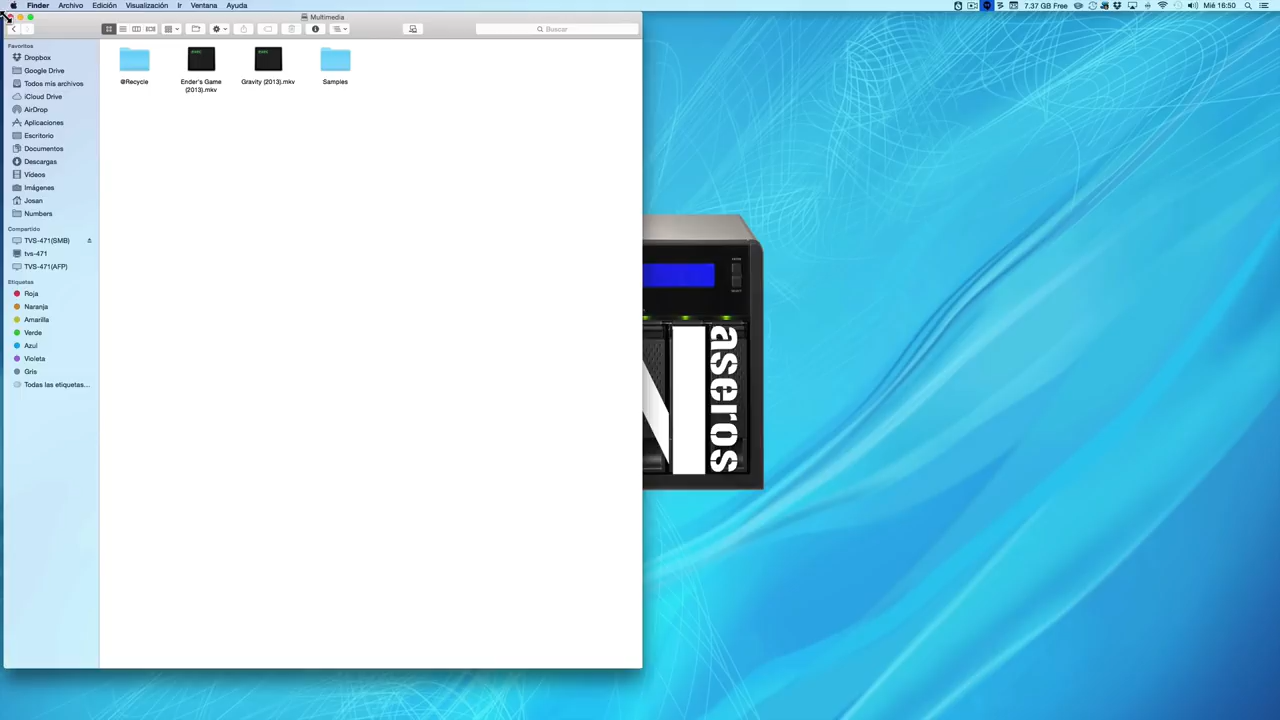 Finder Archivo Edición Visualización Ir Ventana Ayuda
7.37 GB Free Mié 16:50
Multimedia
Buscar
Favoritos
Dropbox
Google Drive
Todos mis archivos
iCloud Drive
AirDrop
Aplicaciones
Escritorio
Documentos
Descargas
Vídeos
Imágenes
Josan
Numbers
Compartido
TVS-471(SMB)
tvs-471
TVS-471(AFP)
Etiquetas
Roja
Naranja
Amarilla
Verde
Azul
Violeta
Gris
Todas las etiquetas...
@Recycle
Ender's Game
(2013).mkv
Gravity (2013).mkv
Samples
aseros